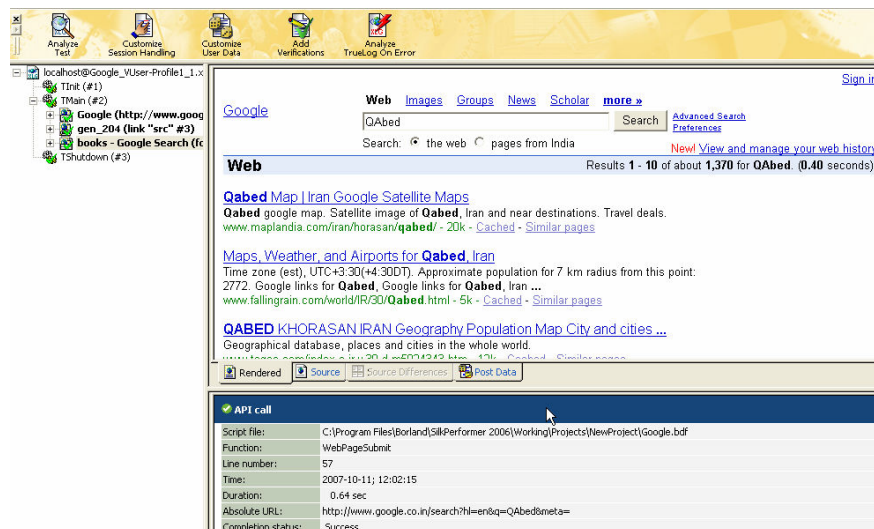 Analyze Test
Customize Session Handling
Customize User Data
Add Verifications
Analyze TrueLog On Error
localhost@Google_VUser-Profile1_1.x
TInit (#1)
TMain (#2)
Google (http://www.goog
gen_204 (link "src" #3)
books - Google Search (fo
TShutdown (#3)
Sign in
Google
Web Images Groups News Scholar more »
QAbed
Search
Advanced Search
Preferences
Search: the web pages from India
New! View and manage your web history
Web
Results 1 - 10 of about 1,370 for QAbed. (0.40 seconds)
Qabed Map | Iran Google Satellite Maps
Qabed google map. Satellite image of Qabed, Iran and near destinations. Travel deals.
www.maplandia.com/iran/horasan/qabed/ - 20k - Cached - Similar pages
Maps, Weather, and Airports for Qabed, Iran
Time zone (est), UTC+3:30(+4:30DT). Approximate population for 7 km radius from this point:
2772. Google links for Qabed, Google links for Qabed, Iran ...
www.fallingrain.com/world/IR/30/Qabed.html - 5k - Cached - Similar pages
QABED KHORASAN IRAN Geography Population Map City and cities ...
Geographical database, places and cities in the whole world.
Rendered Source Source Differences Post Data
API call
Script file: C:\Program Files\Borland\SilkPerformer 2006\Working\Projects\NewProject\Google.bdf
Function: WebPageSubmit
Line number: 57
Time: 2007-10-11; 12:02:15
Duration: 0.64 sec
Absolute URL: http://www.google.co.in/search?hl=en&q=QAbed&meta=
Completion status: Success